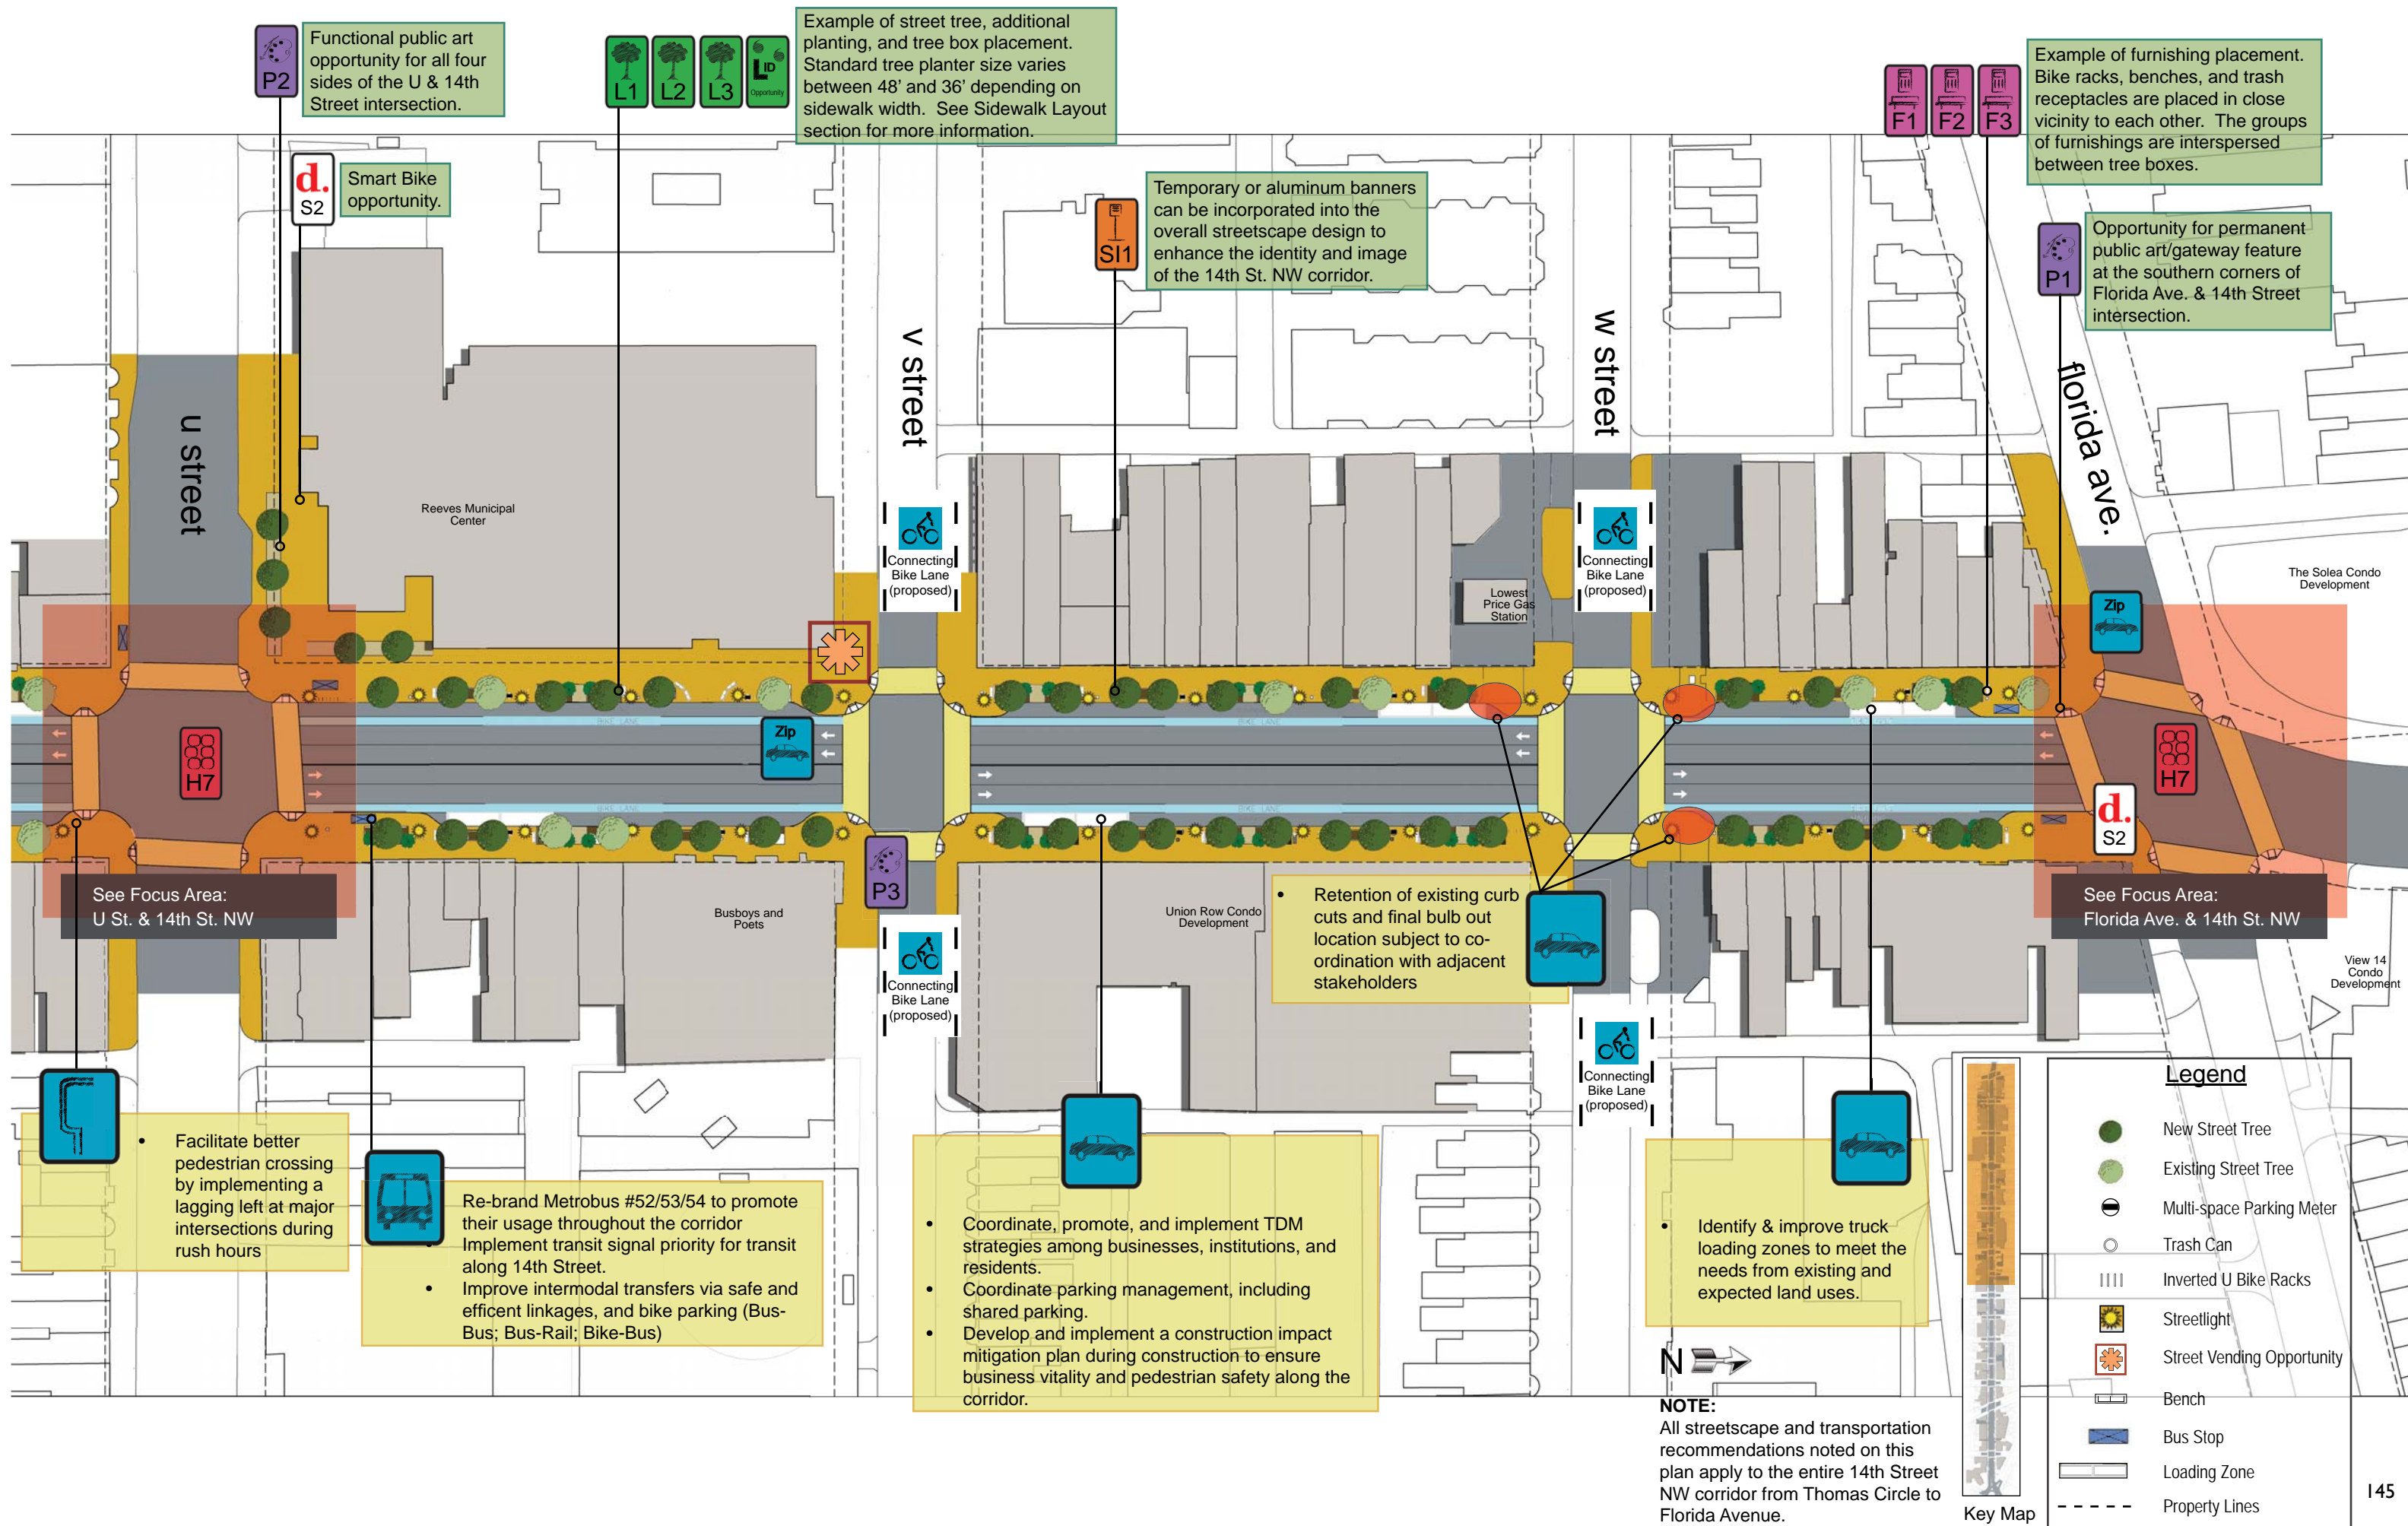 P2
Functional public art
opportunity for all four
sides of the U & 14th
Street intersection.
d.
S2
Smart Bike
opportunity.
L1
L2
L3
LID
Opportunity
Example of street tree, additional
planting, and tree box placement.
Standard tree planter size varies
between 48’ and 36’ depending on
sidewalk width. See Sidewalk Layout
section for more information.
SI1
Temporary or aluminum banners
can be incorporated into the
overall streetscape design to
enhance the identity and image
of the 14th St. NW corridor.
F1
F2
F3
Example of furnishing placement.
Bike racks, benches, and trash
receptacles are placed in close
vicinity to each other. The groups
of furnishings are interspersed
between tree boxes.
P1
Opportunity for permanent
public art/gateway feature
at the southern corners of
Florida Ave. & 14th Street
intersection.
u street
v street
w street
florida ave.
Reeves Municipal
Center
Connecting
Bike Lane
(proposed)
Lowest
Price Gas
Station
Connecting
Bike Lane
(proposed)
The Solea Condo
Development
Zip
Zip
BIKE LANE
BIKE LANE
BIKE LANE
BIKE LANE
H7
H7
d.
S2
P3
See Focus Area:
U St. & 14th St. NW
Busboys and
Poets
Connecting
Bike Lane
(proposed)
Union Row Condo
Development
• Retention of existing curb
cuts and final bulb out
location subject to co-
ordination with adjacent
stakeholders
Connecting
Bike Lane
(proposed)
See Focus Area:
Florida Ave. & 14th St. NW
View 14
Condo
Development
• Facilitate better
pedestrian crossing
by implementing a
lagging left at major
intersections during
rush hours
Re-brand Metrobus #52/53/54 to promote
their usage throughout the corridor
• Implement transit signal priority for transit
along 14th Street.
• Improve intermodal transfers via safe and
efficent linkages, and bike parking (Bus-
Bus; Bus-Rail; Bike-Bus)
• Coordinate, promote, and implement TDM
strategies among businesses, institutions, and
residents.
• Coordinate parking management, including
shared parking.
• Develop and implement a construction impact
mitigation plan during construction to ensure
business vitality and pedestrian safety along the
corridor.
• Identify & improve truck
loading zones to meet the
needs from existing and
expected land uses.
N
NOTE:
All streetscape and transportation
recommendations noted on this
plan apply to the entire 14th Street
NW corridor from Thomas Circle to
Florida Avenue.
Key Map
Legend
New Street Tree
Existing Street Tree
Multi-space Parking Meter
Trash Can
Inverted U Bike Racks
Streetlight
Street Vending Opportunity
Bench
Bus Stop
Loading Zone
Property Lines
145